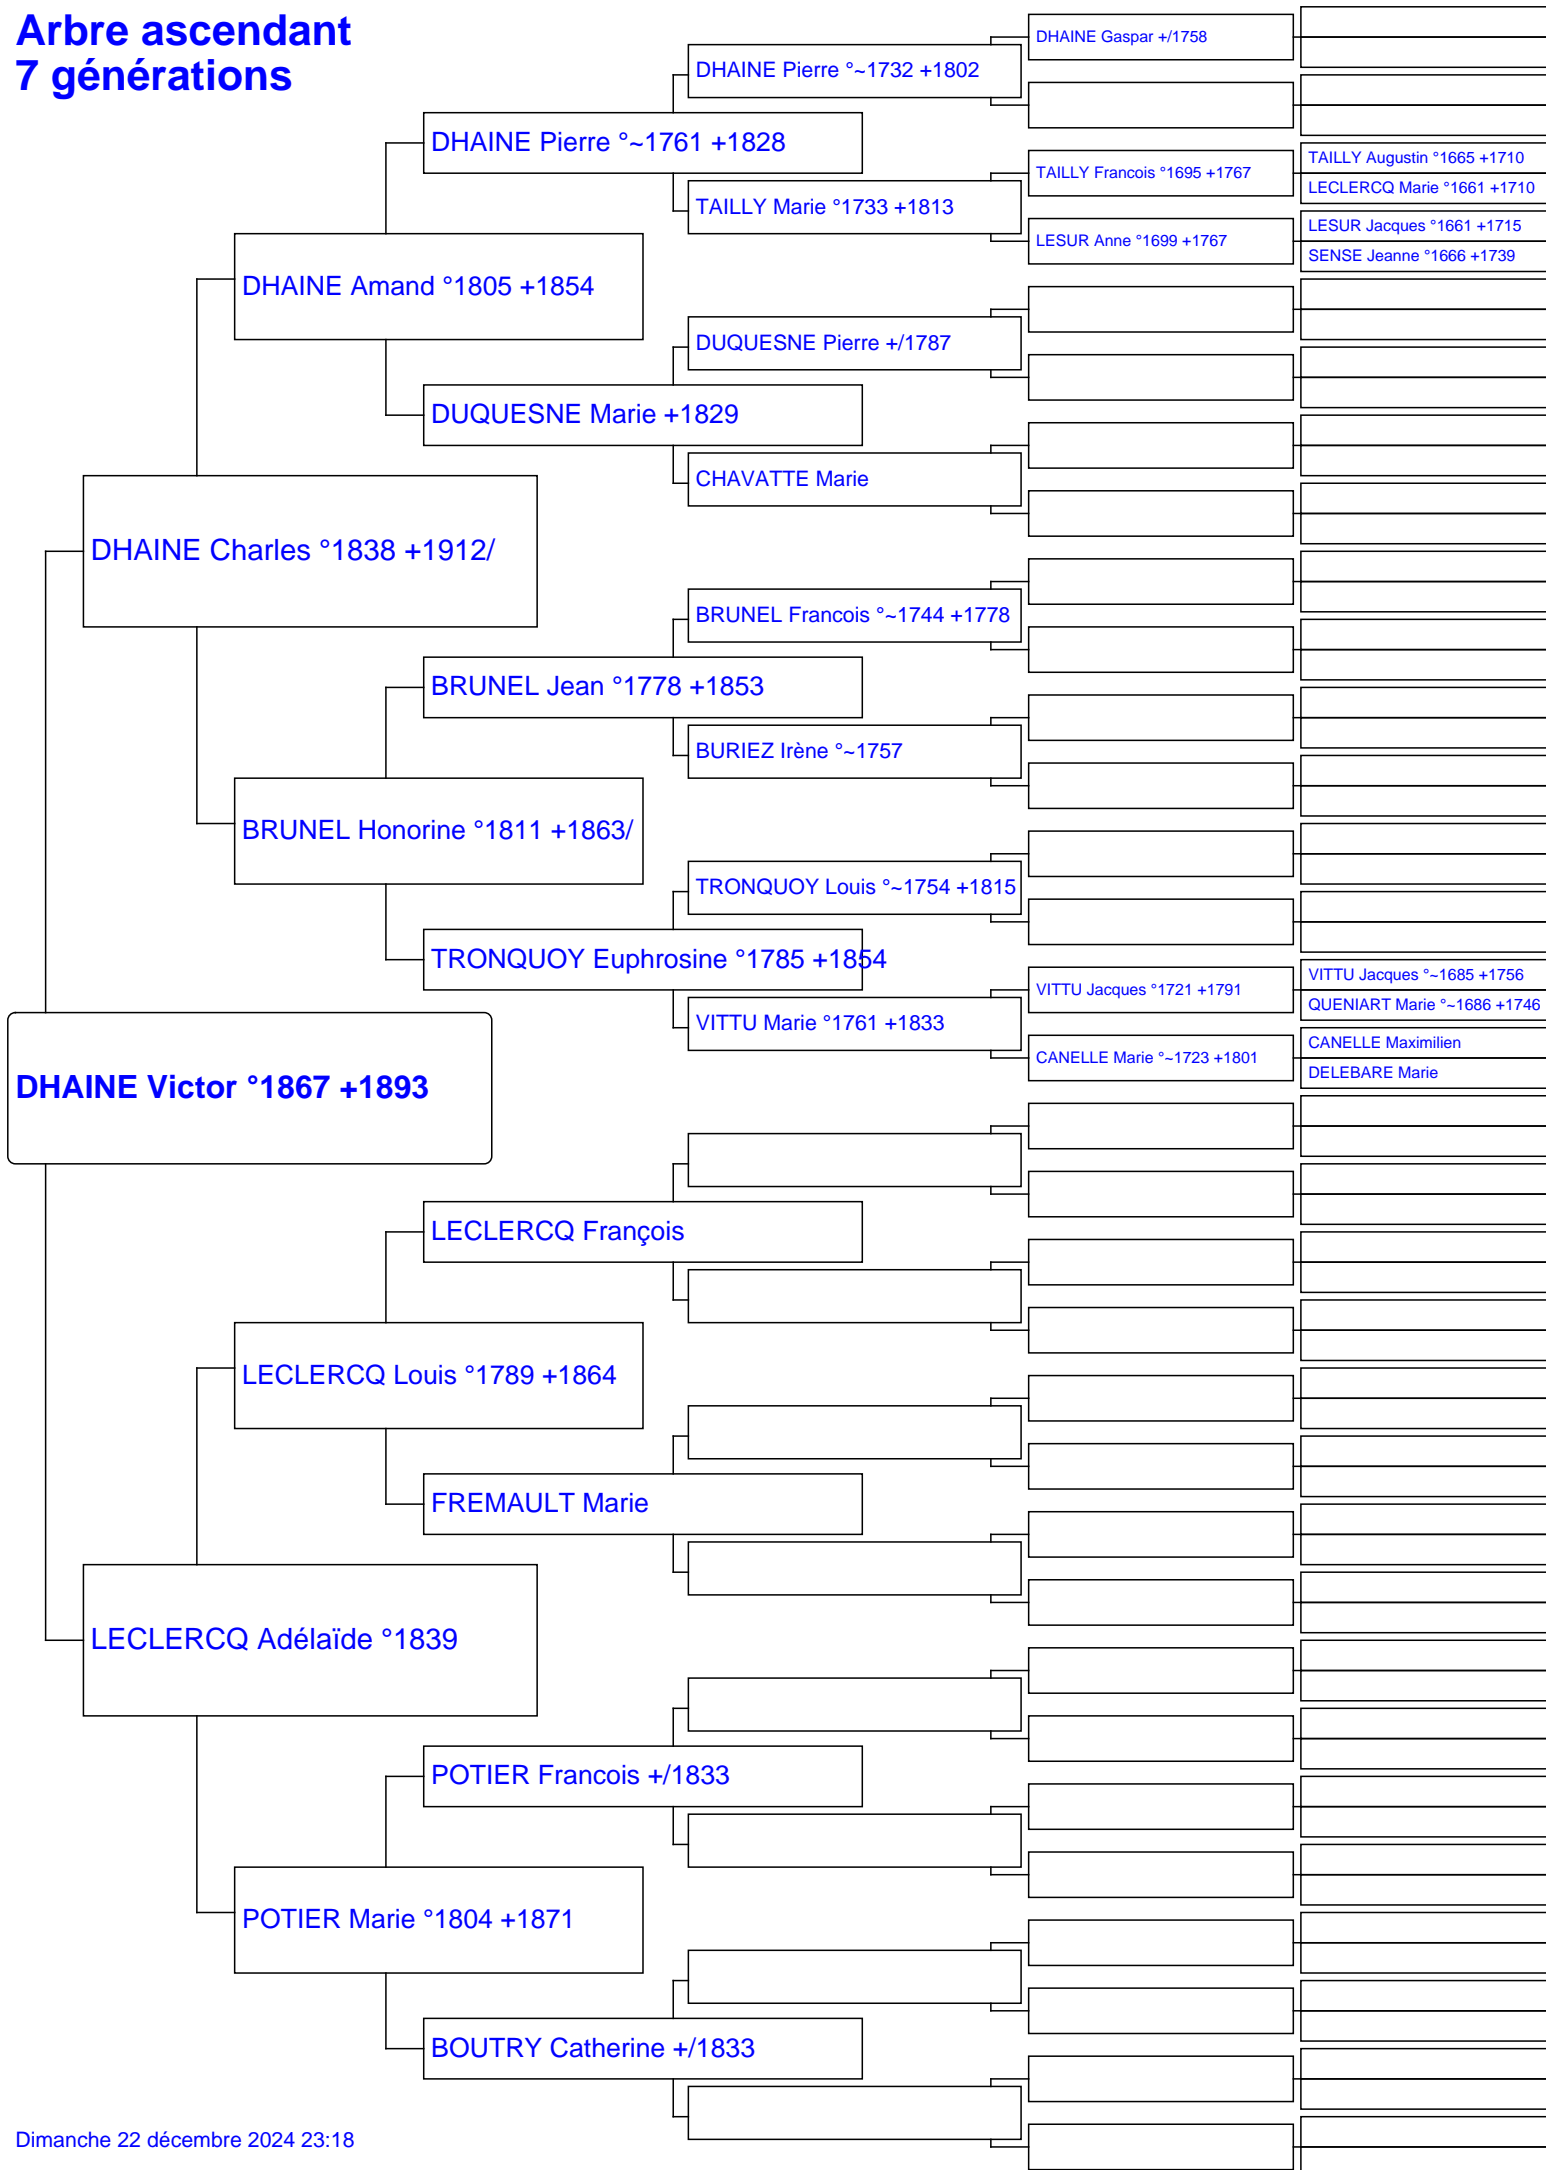 Arbre ascendant
7 générations
DHAINE Gaspar +/1758
DHAINE Pierre °~1732 +1802
DHAINE Pierre °~1761 +1828
TAILLY Augustin °1665 +1710
TAILLY Francois °1695 +1767
LECLERCQ Marie °1661 +1710
TAILLY Marie °1733 +1813
LESUR Jacques °1661 +1715
LESUR Anne °1699 +1767
SENSE Jeanne °1666 +1739
DHAINE Amand °1805 +1854
DUQUESNE Pierre +/1787
DUQUESNE Marie +1829
CHAVATTE Marie
DHAINE Charles °1838 +1912/
BRUNEL Francois °~1744 +1778
BRUNEL Jean °1778 +1853
BURIEZ Irène °~1757
BRUNEL Honorine °1811 +1863/
TRONQUOY Louis °~1754 +1815
TRONQUOY Euphrosine °1785 +1854
VITTU Jacques °~1685 +1756
VITTU Jacques °1721 +1791
QUENIART Marie °~1686 +1746
VITTU Marie °1761 +1833
CANELLE Maximilien
CANELLE Marie °~1723 +1801
DELEBARE Marie
DHAINE Victor °1867 +1893
LECLERCQ François
LECLERCQ Louis °1789 +1864
FREMAULT Marie
LECLERCQ Adélaïde °1839
POTIER Francois +/1833
POTIER Marie °1804 +1871
BOUTRY Catherine +/1833
Dimanche 22 décembre 2024 23:18